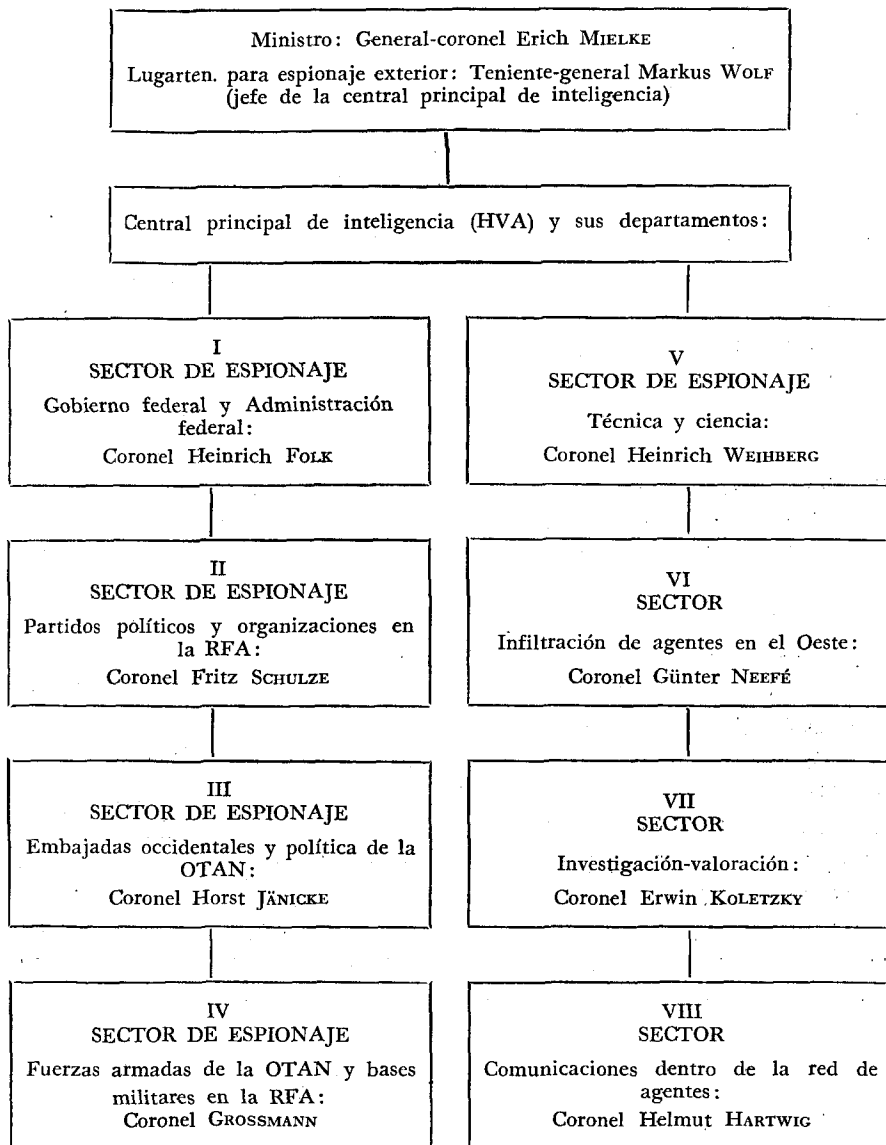 Ministro: General-coronel Erich MIELKE
Lugarten. para espionaje exterior: Teniente-general Markus WOLF
(jefe de la central principal de inteligencia)
Central principal de inteligencia (HVA) y sus departamentos:
I
SECTOR DE ESPIONAJE
Gobierno federal y Administración
federal:
Coronel Heinrich FOLK
II
SECTOR DE ESPIONAJE
Partidos políticos y organizaciones en
la RFA:
Coronel Fritz SCHULZE
III
SECTOR DE ESPIONAJE
Embajadas occidentales y política de la
OTAN:
Coronel Horst JÄNICKE
IV
SECTOR DE ESPIONAJE
Fuerzas armadas de la OTAN y bases
militares en la RFA:
Coronel GROSSMANN
V
SECTOR DE ESPIONAJE
Técnica y ciencia:
Coronel Heinrich WEIHBERG
VI
SECTOR
Infiltración de agentes en el Oeste:
Coronel Günter NEEFÉ
VII
SECTOR
Investigación-valoración:
Coronel Erwin KOLETZKY
VIII
SECTOR
Comunicaciones dentro de la red de
agentes:
Coronel Helmut HARTWIG